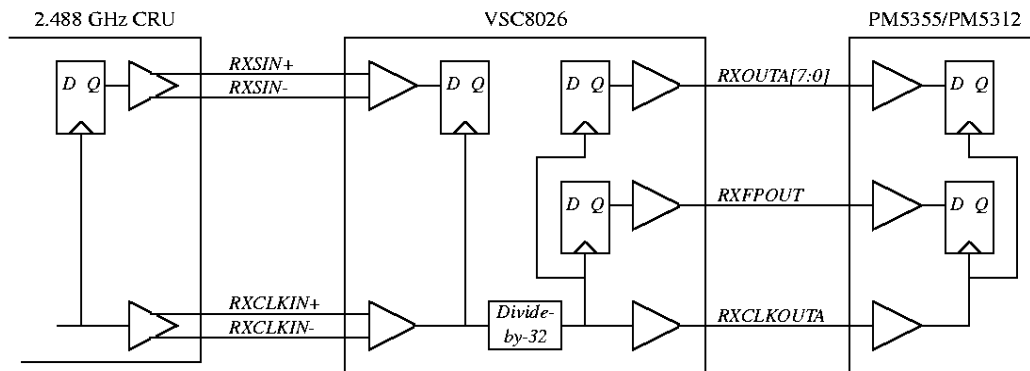 2.488 GHz CRU
VSC8026
PM5355/PM5312
RXSIN+
RXSIN-
RXOUTA[7:0]
D Q
D Q
D Q
D Q
RXFPOUT
D Q
D Q
RXCLKIN+
RXCLKIN-
Divide-
by-32
RXCLKOUTA